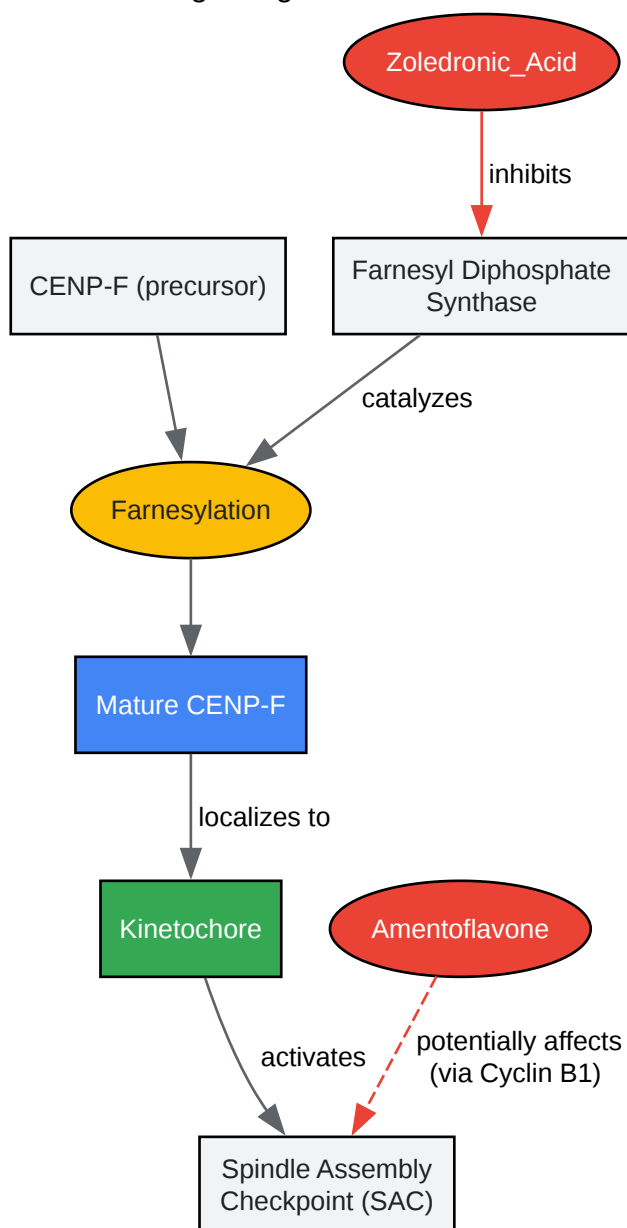 Zoledronic_Acid
inhibits
CENP-F (precursor)
Farnesyl Diphosphate
Synthase
catalyzes
Farnesylation
Mature CENP-F
localizes to
Kinetochore
Amentoflavone
activates
potentially affects
(via Cyclin B1)
Spindle Assembly
Checkpoint (SAC)